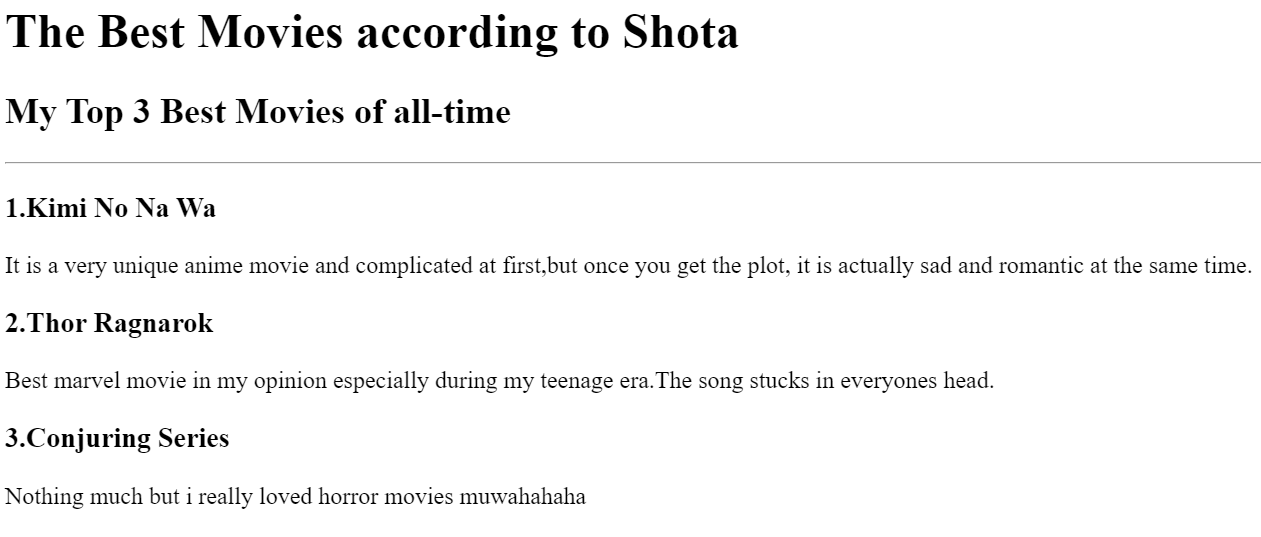 The Best Movies according to Shota
My Top 3 Best Movies of all-time
1.Kimi No Na Wa
It is a very unique anime movie and complicated at first,but once you get the plot, it is actually sad and romantic at the same time.
2.Thor Ragnarok
Best marvel movie in my opinion especially during my teenage era.The song stucks in everyones head.
3.Conjuring Series
Nothing much but i really loved horror movies muwahahaha